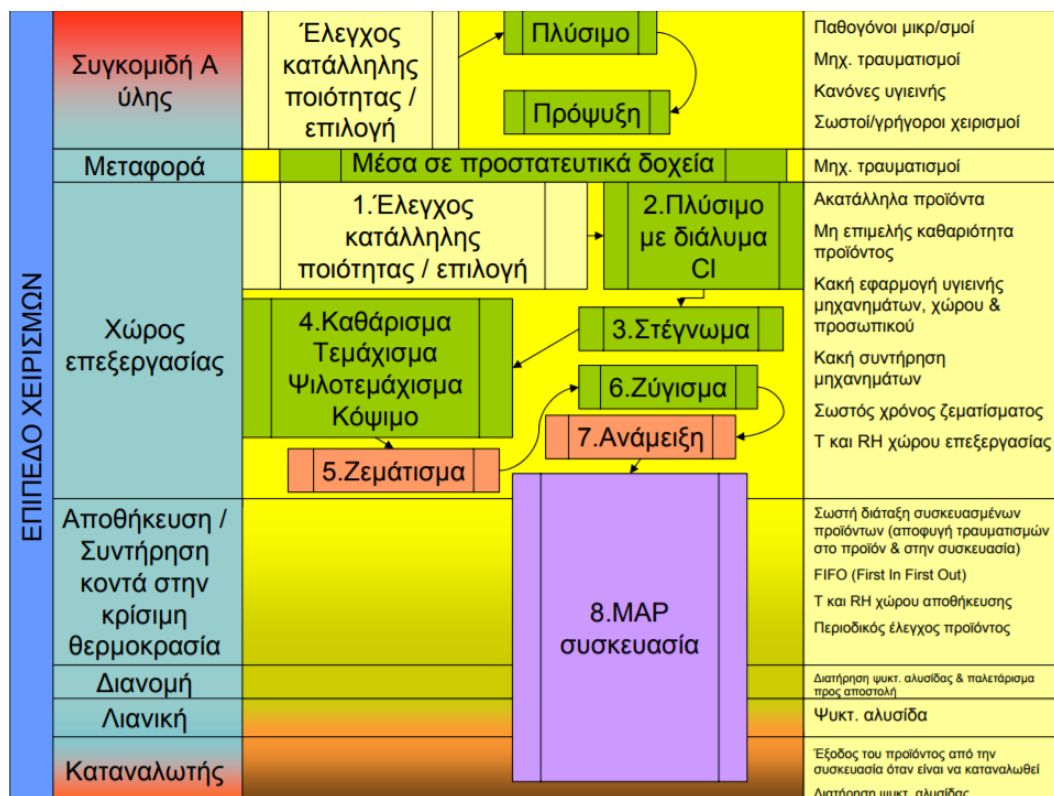 ΕΠΙΠΕΔΟ ΧΕΙΡΙΣΜΩΝ
Συγκομιδή Α
ύλης
Έλεγχος
κατάλληλης
ποιότητας /
επιλογή
Πλύσιμο
Πρόψυξη
Παθογόνοι μικρ/σμοί
Μηχ. τραυματισμοί
Κανόνες υγιεινής
Σωστοί/γρήγοροι χειρισμοί
Μεταφορά
Μέσα σε προστατευτικά δοχεία
Μηχ. τραυματισμοί
Χώρος
επεξεργασίας
1.Έλεγχος
κατάλληλης
ποιότητας / επιλογή
2.Πλύσιμο
με διάλυμα
Cl
3.Στέγνωμα
4.Καθάρισμα
Τεμάχισμα
Ψιλοτεμάχισμα
Κόψιμο
5.Ζεμάτισμα
6.Ζύγισμα
7.Ανάμειξη
Ακατάλληλα προϊόντα
Μη επιμελής καθαριότητα
προϊόντος
Κακή εφαρμογή υγιεινής
μηχανημάτων, χώρου &
προσωπικού
Κακή συντήρηση
μηχανημάτων
Σωστός χρόνος ζεματίσματος
Τ και RH χώρου επεξεργασίας
Αποθήκευση /
Συντήρηση
κοντά στην
κρίσιμη
θερμοκρασία
8.MAP
συσκευασία
Σωστή διάταξη συσκευασμένων
προϊόντων (αποφυγή τραυματισμών
στο προϊόν & στην συσκευασία)
FIFO (First In First Out)
Τ και RH χώρου αποθήκευσης
Περιοδικός έλεγχος προϊόντος
Διανομή
Διατήρηση ψυκτ. αλυσίδας & παλετάρισμα
προς αποστολή
Λιανική
Ψυκτ. αλυσίδα
Καταναλωτής
Έξοδος του προϊόντος από την
συσκευασία όταν είναι να καταναλωθεί
Διατήρηση ψυκτ. αλυσίδας